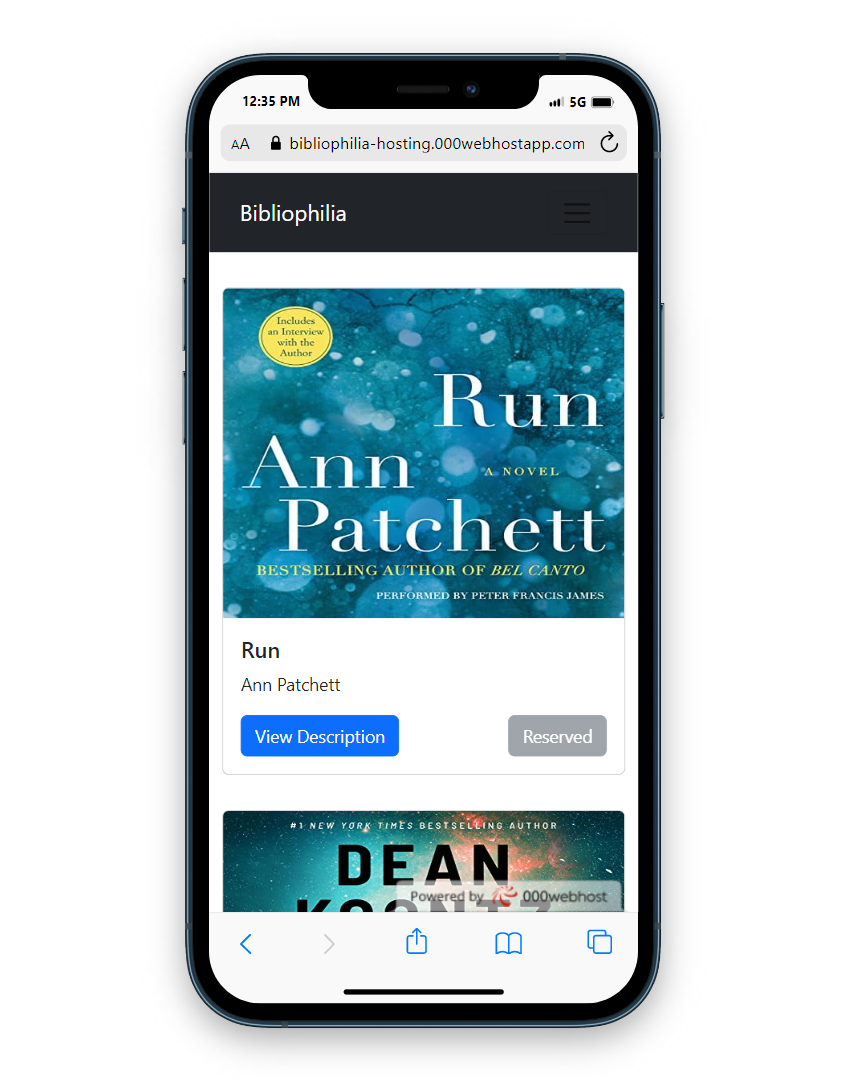 12:35 PM
5G
AA
bibliophilia-hosting.000webhostapp.com
Bibliophilia
Includes
an Interview
with the
Author
Run
Ann
A NOVEL
Patchett
BESTSELLING AUTHOR OF BEL CANTO
PERFORMED BY PETER FRANCIS JAMES
Run
Ann Patchett
View Description
Reserved
#1 NEW YORK TIMES BESTSELLING AUTHOR
DEAN
Powered by 000webhost
KOONTZ